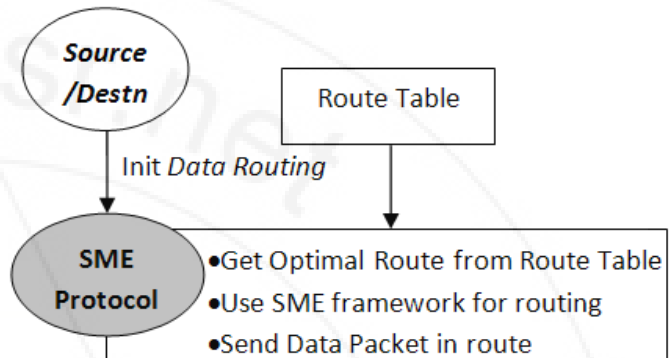 Source
/Destn
Route Table
Init Data Routing
SME
Protocol
•Get Optimal Route from Route Table
•Use SME framework for routing
•Send Data Packet in route